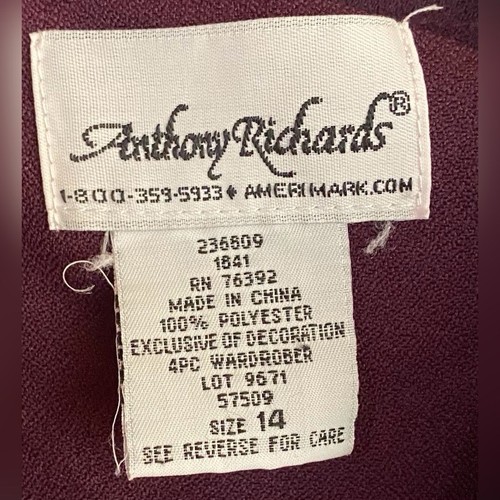 Anthony Richards®
1-800-359-5933 ♦ AMERIMARK.COM
236809
1841
RN 76392
MADE IN CHINA
100% POLYESTER
EXCLUSIVE OF DECORATION
4PC WARDROBER
LOT 9671
57509
SIZE 14
SEE REVERSE FOR CARE